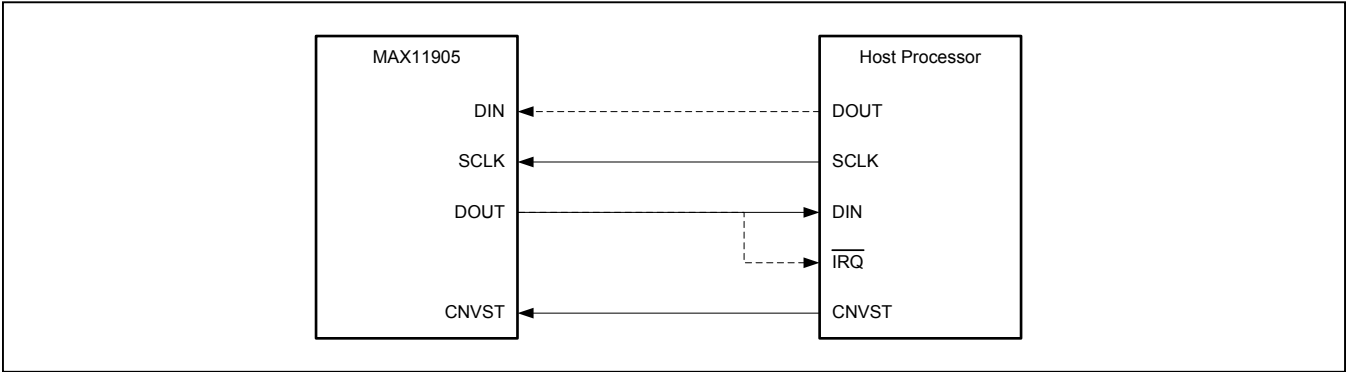 MAX11905 Host Processor
DIN DOUT
SCLK SCLK
DOUT DIN
IRQ
CNVST CNVST